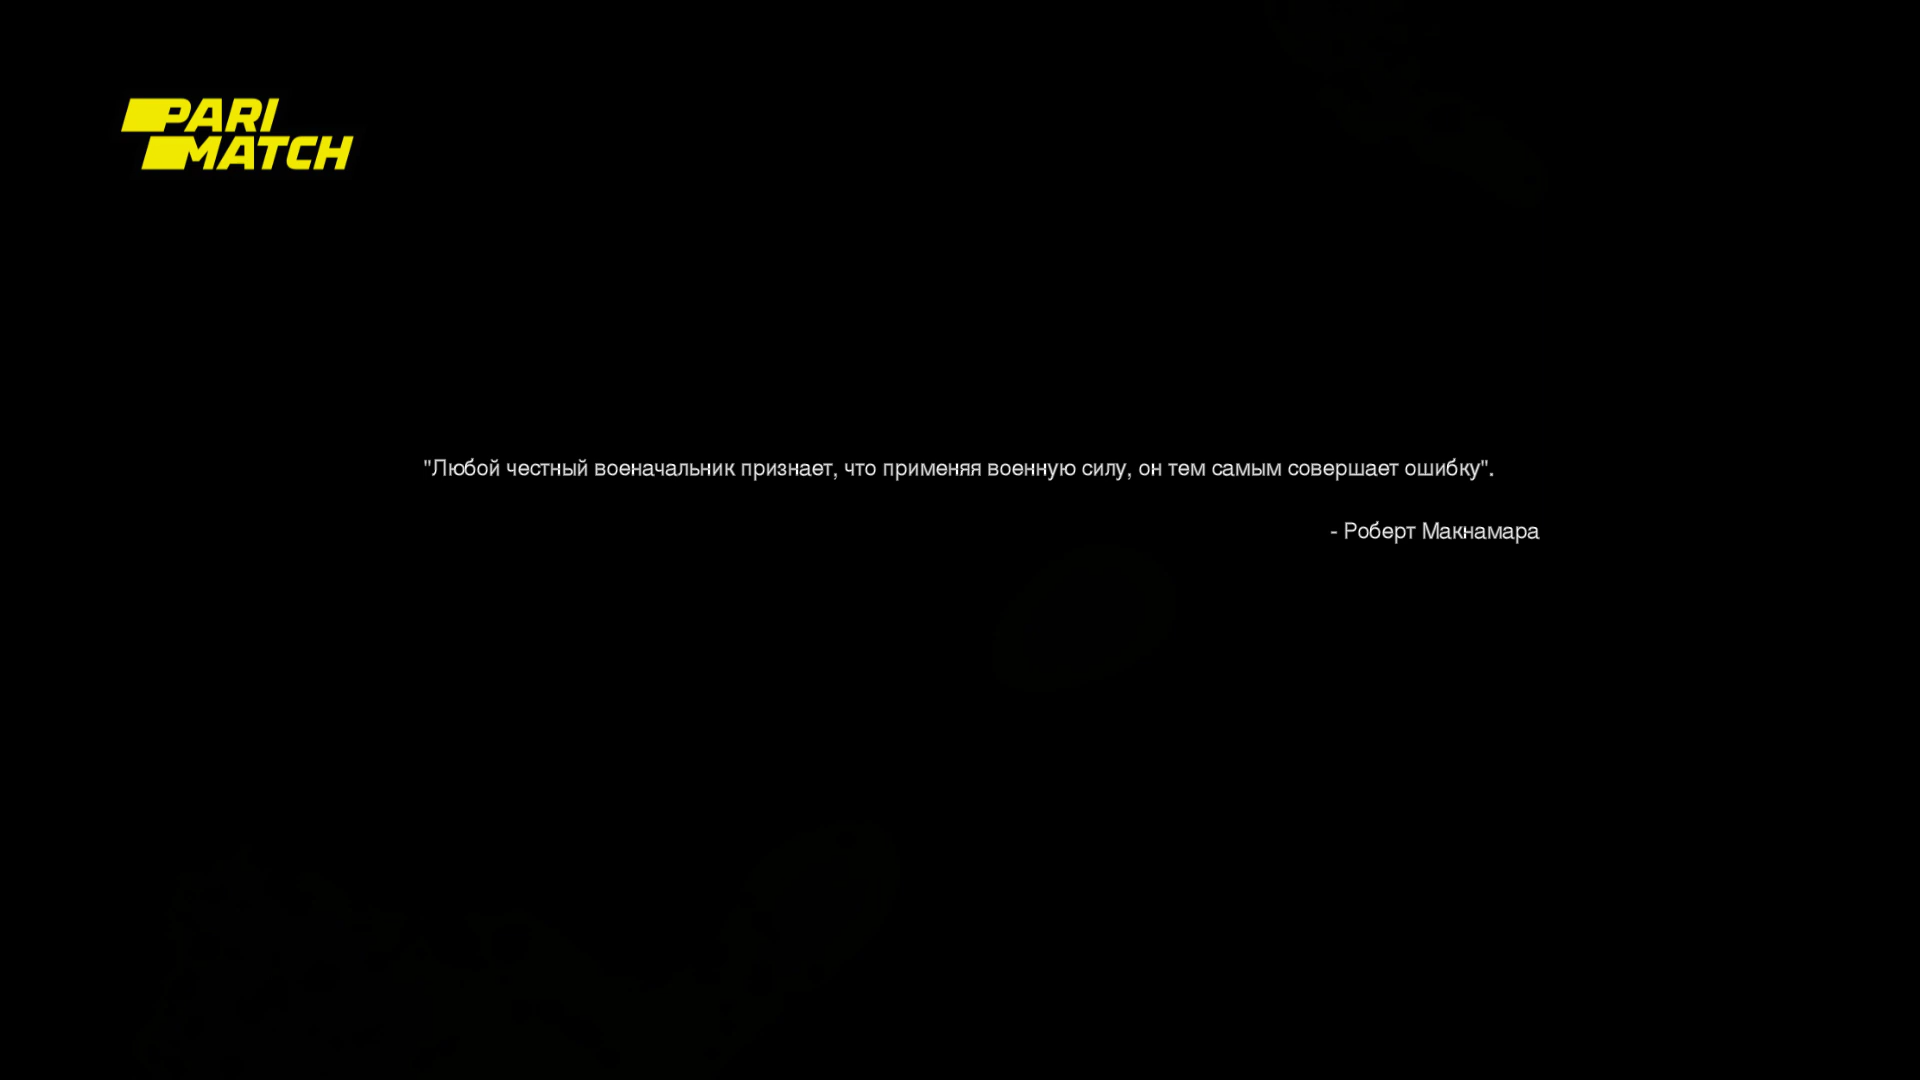 PARI
MATCH
"Любой честный военачальник признает, что применяя военную силу, он тем самым совершает ошибку".
- Роберт Макнамара